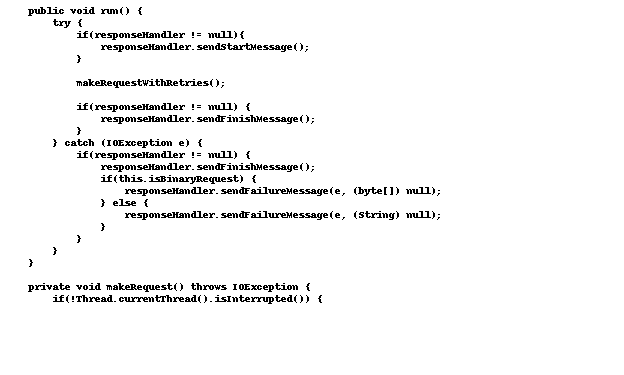 public void run() {
try {
if(responseHandler != null){
responseHandler.sendStartMessage();
}
makeRequestWithRetries();
if(responseHandler != null) {
responseHandler.sendFinishMessage();
}
} catch (IOException e) {
if(responseHandler != null) {
responseHandler.sendFinishMessage();
if(this.isBinaryRequest) {
responseHandler.sendFailureMessage(e, (byte[]) null);
} else {
responseHandler.sendFailureMessage(e, (String) null);
}
}
}
}
private void makeRequest() throws IOException {
if(!Thread.currentThread().isInterrupted()) {